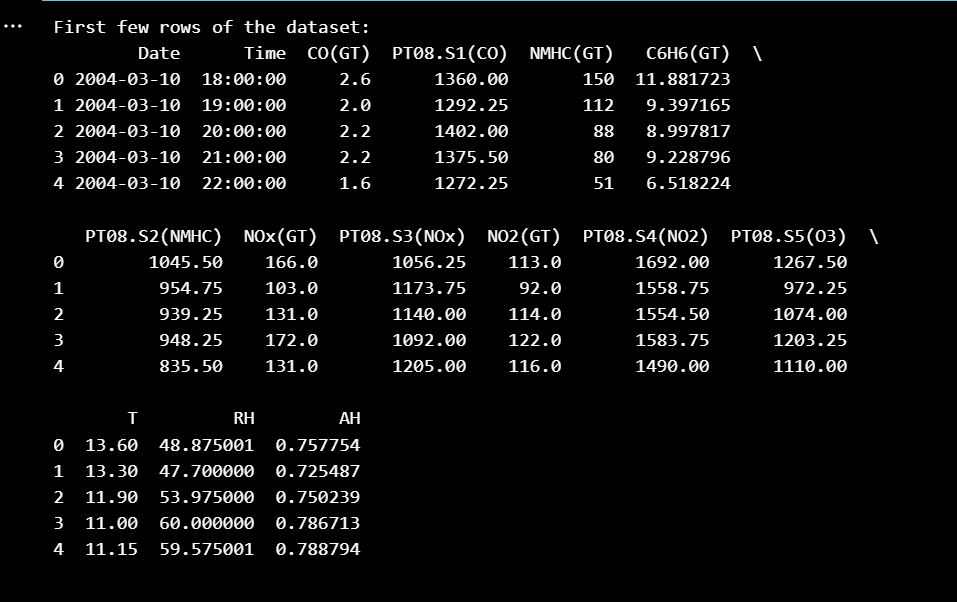 First few rows of the dataset:
Date Time CO(GT) PT08.S1(CO) NMHC(GT) C6H6(GT) \
0 2004-03-10 18:00:00 2.6 1360.00 150 11.881723
1 2004-03-10 19:00:00 2.0 1292.25 112 9.397165
2 2004-03-10 20:00:00 2.2 1402.00 88 8.997817
3 2004-03-10 21:00:00 2.2 1375.50 80 9.228796
4 2004-03-10 22:00:00 1.6 1272.25 51 6.518224
PT08.S2(NMHC) NOx(GT) PT08.S3(NOx) NO2(GT) PT08.S4(NO2) PT08.S5(O3) \
0 1045.50 166.0 1056.25 113.0 1692.00 1267.50
1 954.75 103.0 1173.75 92.0 1558.75 972.25
2 939.25 131.0 1140.00 114.0 1554.50 1074.00
3 948.25 172.0 1092.00 122.0 1583.75 1203.25
4 835.50 131.0 1205.00 116.0 1490.00 1110.00
T RH AH
0 13.60 48.875001 0.757754
1 13.30 47.700000 0.725487
2 11.90 53.975000 0.750239
3 11.00 60.000000 0.786713
4 11.15 59.575001 0.788794